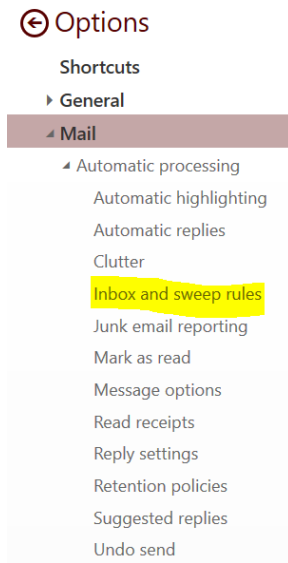 Options
Shortcuts
General
Mail
Automatic processing
Automatic highlighting
Automatic replies
Clutter
Inbox and sweep rules
Junk email reporting
Mark as read
Message options
Read receipts
Reply settings
Retention policies
Suggested replies
Undo send